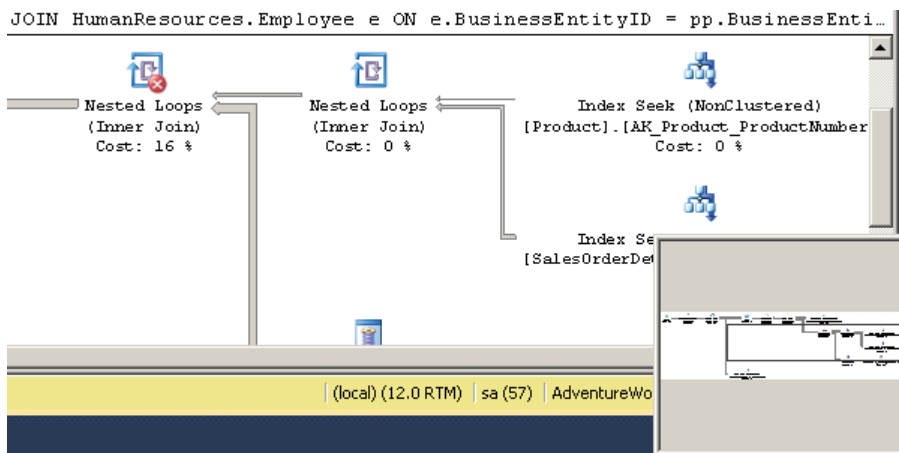 JOIN HumanResources.Employee e ON e.BusinessEntityID = pp.BusinessEnti…
Nested Loops
(Inner Join)
Cost: 16 %
Nested Loops
(Inner Join)
Cost: 0 %
Index Seek (NonClustered)
[Product].[AK_Product_ProductNumber
Cost: 0 %
Index Se
[SalesOrderDet
(local) (12.0 RTM)
sa (57)
AdventureWo